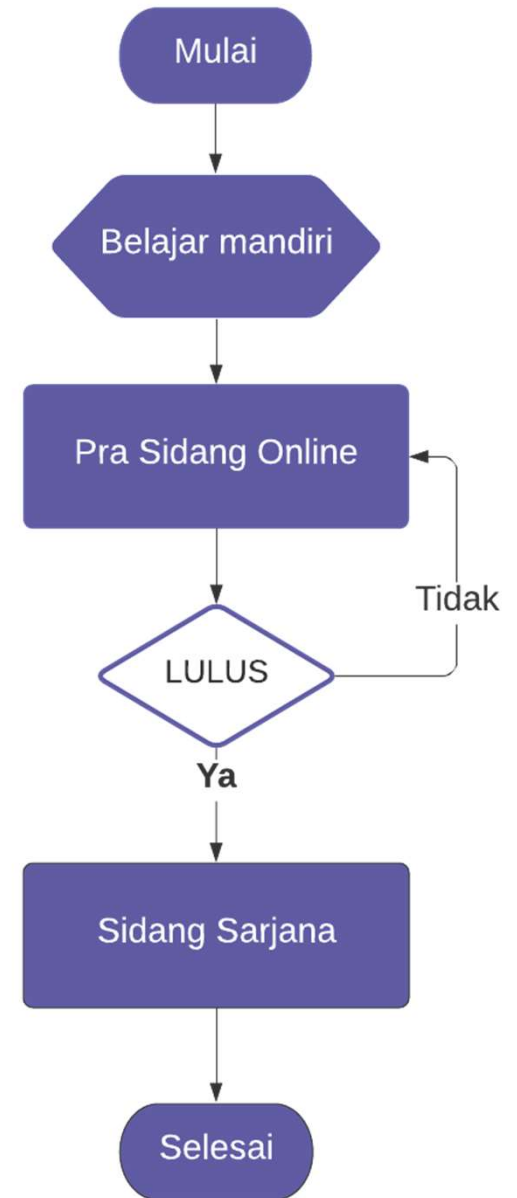 Mulai
Belajar mandiri
Pra Sidang Online
Tidak
LULUS
Ya
Sidang Sarjana
Selesai